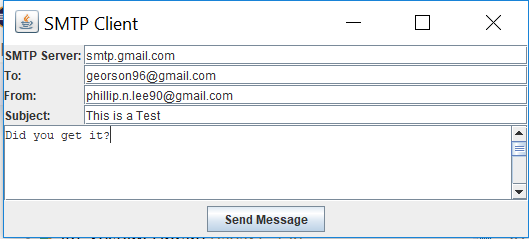 SMTP Client
SMTP Server: smtp.gmail.com
To: georson96@gmail.com
From: phillip.n.lee90@gmail.com
Subject: This is a Test
Did you get it?
Send Message